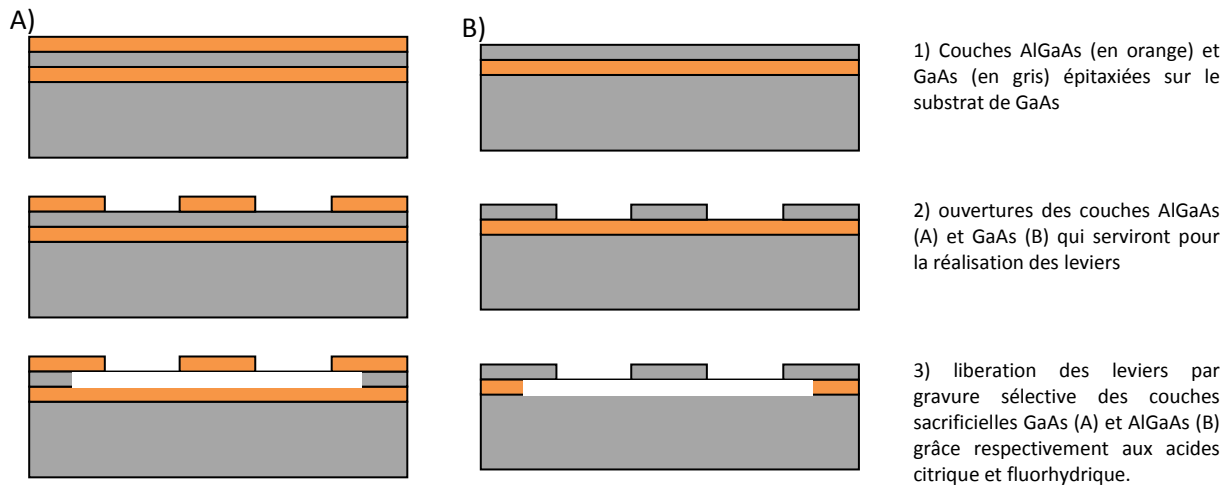 A)
B)
1) Couches AlGaAs (en orange) et
GaAs (en gris) épitaxiées sur le
substrat de GaAs
2) ouvertures des couches AlGaAs
(A) et GaAs (B) qui serviront pour
la réalisation des leviers
3) liberation des leviers par
gravure sélective des couches
sacrificielles GaAs (A) et AlGaAs (B)
grâce respectivement aux acides
citrique et fluorhydrique.